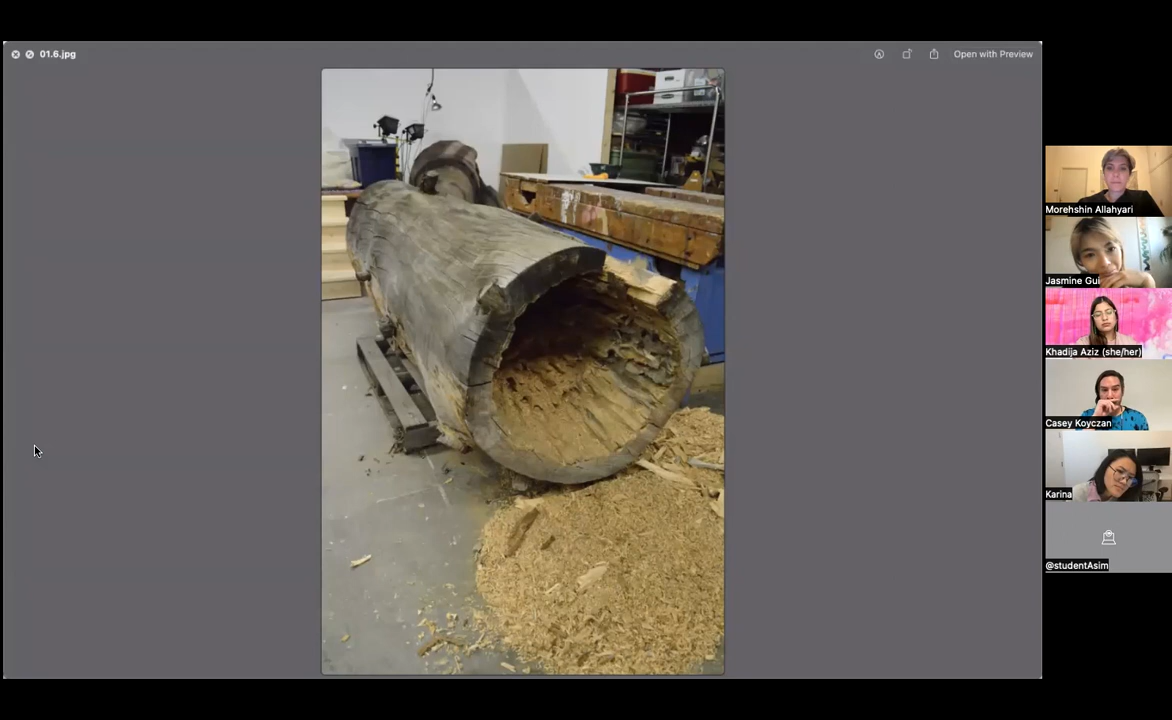 01.6.jpg
Open with Preview
Morehshin Allahyari
Jasmine Gui
Khadija Aziz (she/her)
Casey Koyczan
Karina
@studentAsim